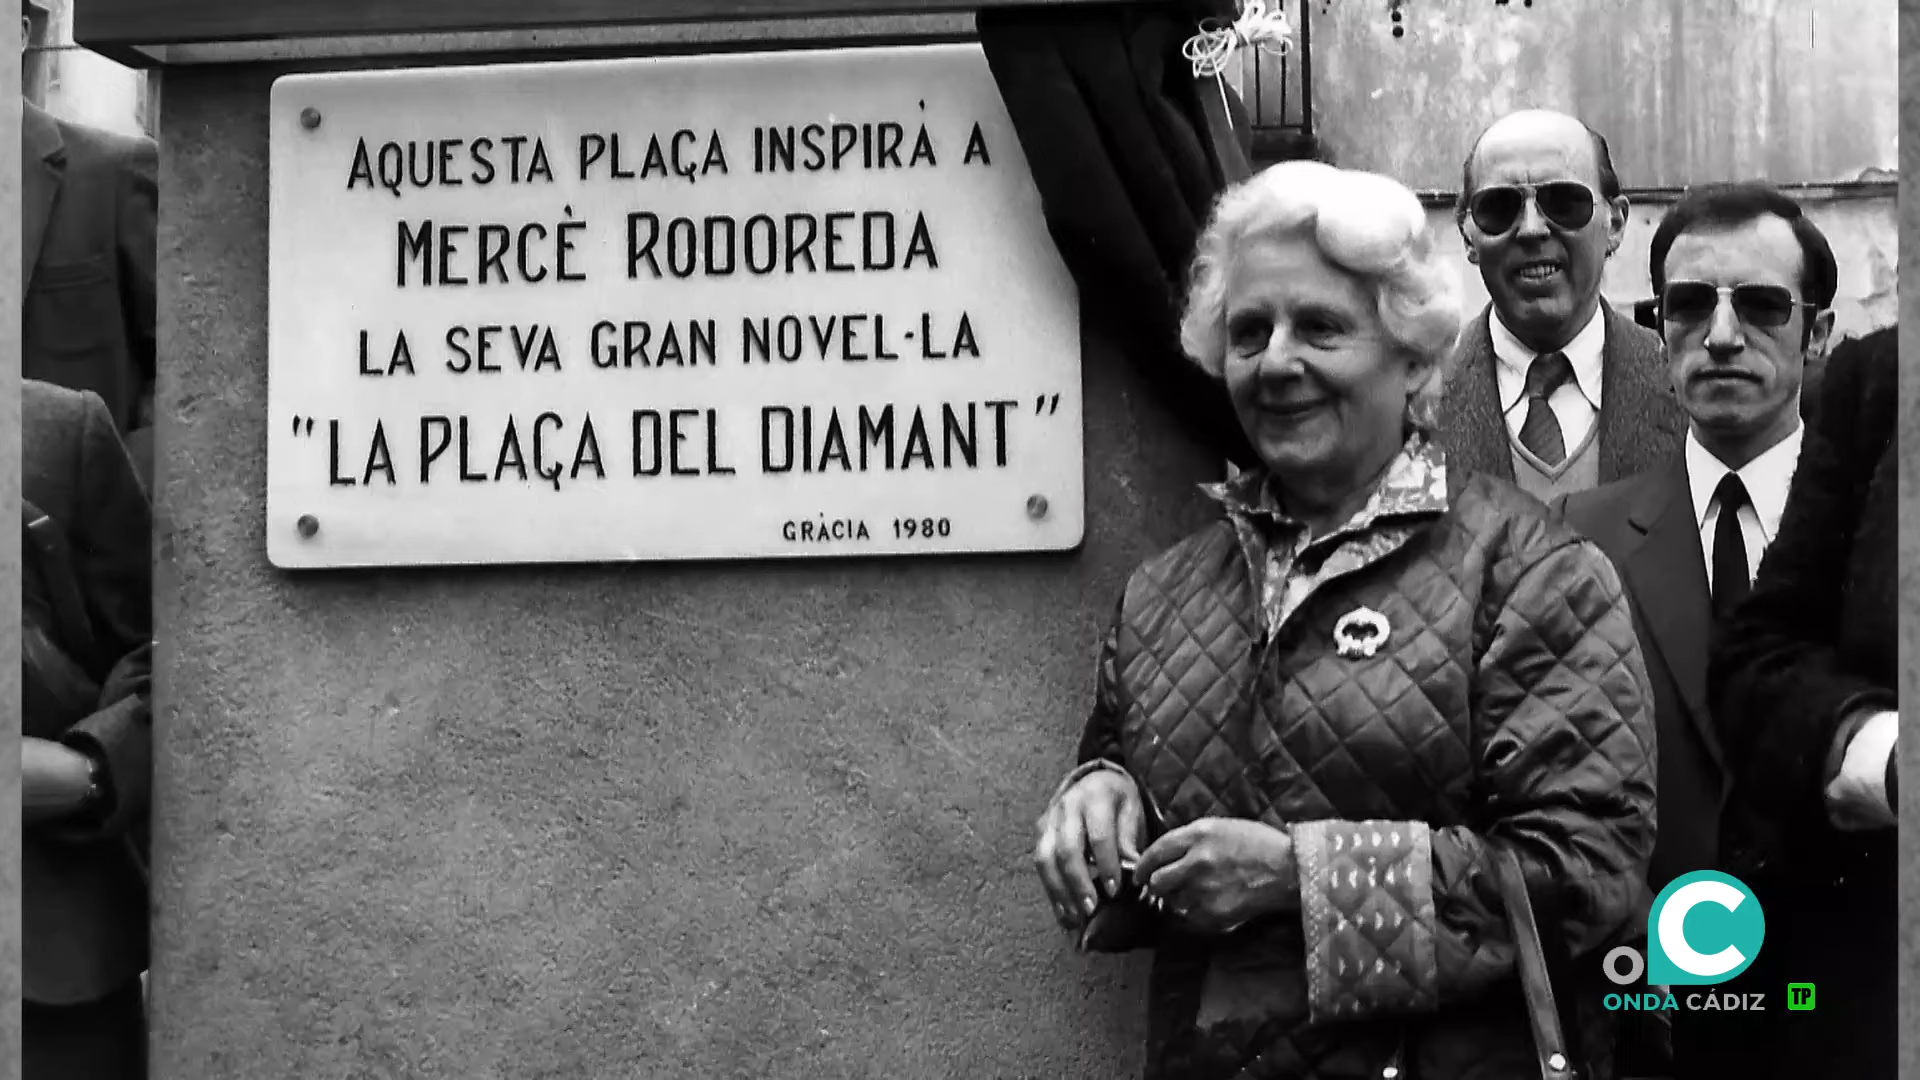 AQUESTA PLAÇA INSPIRÀ A
MERCÈ RODOREDA
LA SEVA GRAN NOVEL·LA
"LA PLAÇA DEL DIAMANT"
GRÀCIA 1980
OC
ONDA CÁDIZ TP